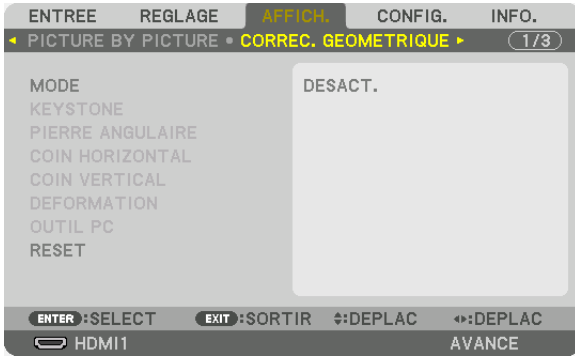 ENTREE REGLAGE AFFICH. CONFIG. INFO.
PICTURE BY PICTURE • CORREC. GEOMETRIQUE 1/3
MODE DESACT.
KEYSTONE
PIERRE ANGULAIRE
COIN HORIZONTAL
COIN VERTICAL
DEFORMATION
OUTIL PC
RESET
ENTER :SELECT EXIT :SORTIR :DEPLAC :DEPLAC
HDMI1 AVANCE